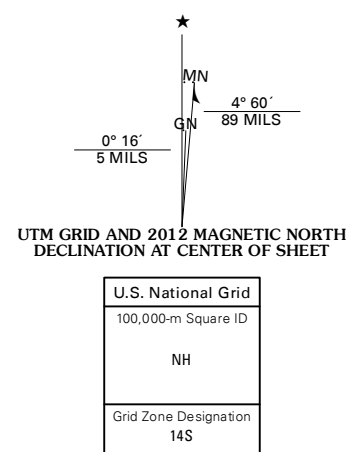 MN
4° 60´
89 MILS
GN
0° 16´
5 MILS
UTM GRID AND 2012 MAGNETIC NORTH
DECLINATION AT CENTER OF SHEET
U.S. National Grid
100,000-m Square ID
NH
Grid Zone Designation
14S